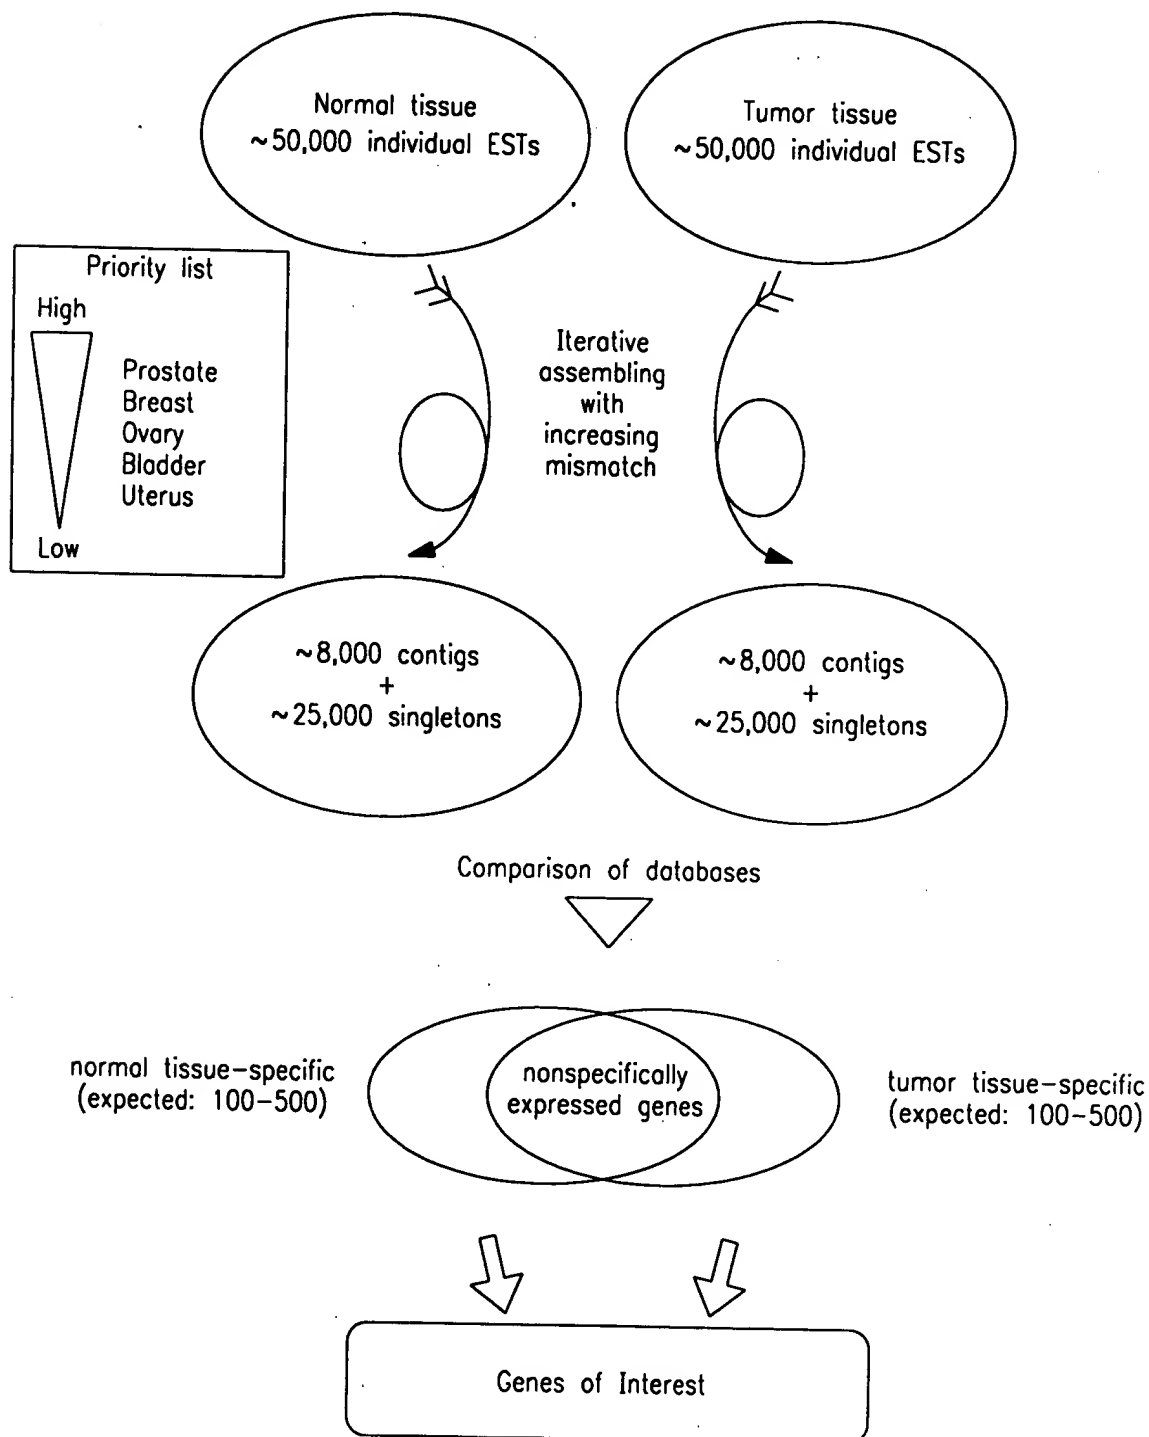 Normal tissue
~50,000 individual ESTs
Tumor tissue
~50,000 individual ESTs
Priority list
High
Prostate
Breast
Ovary
Bladder
Uterus
Low
Iterative
assembling
with
increasing
mismatch
~8,000 contigs
+
~25,000 singletons
~8,000 contigs
+
~25,000 singletons
Comparison of databases
normal tissue-specific
(expected: 100-500)
nonspecifically
expressed genes
tumor tissue-specific
(expected: 100-500)
Genes of Interest